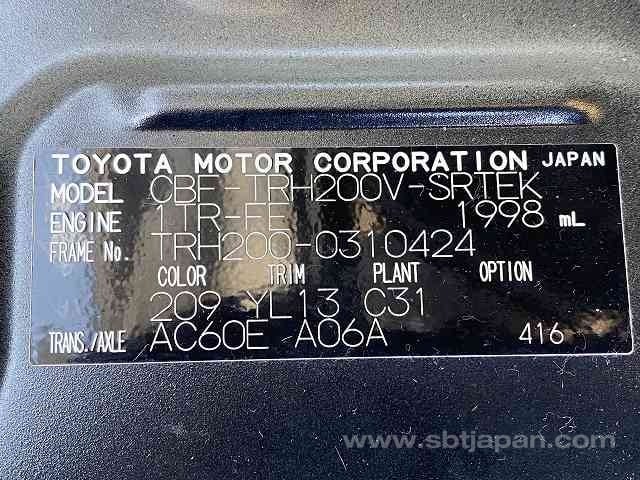 TOYOTA MOTOR CORPORATION JAPAN
MODEL CBF-TRH200V-SRTEK
ENGINE 1TR-FE 1998 mL
FRAME No. TRH200-0310424
COLOR TRIM PLANT OPTION
209 YL13 C31
TRANS./AXLE AC60E A06A 416
www.sbtjapan.com